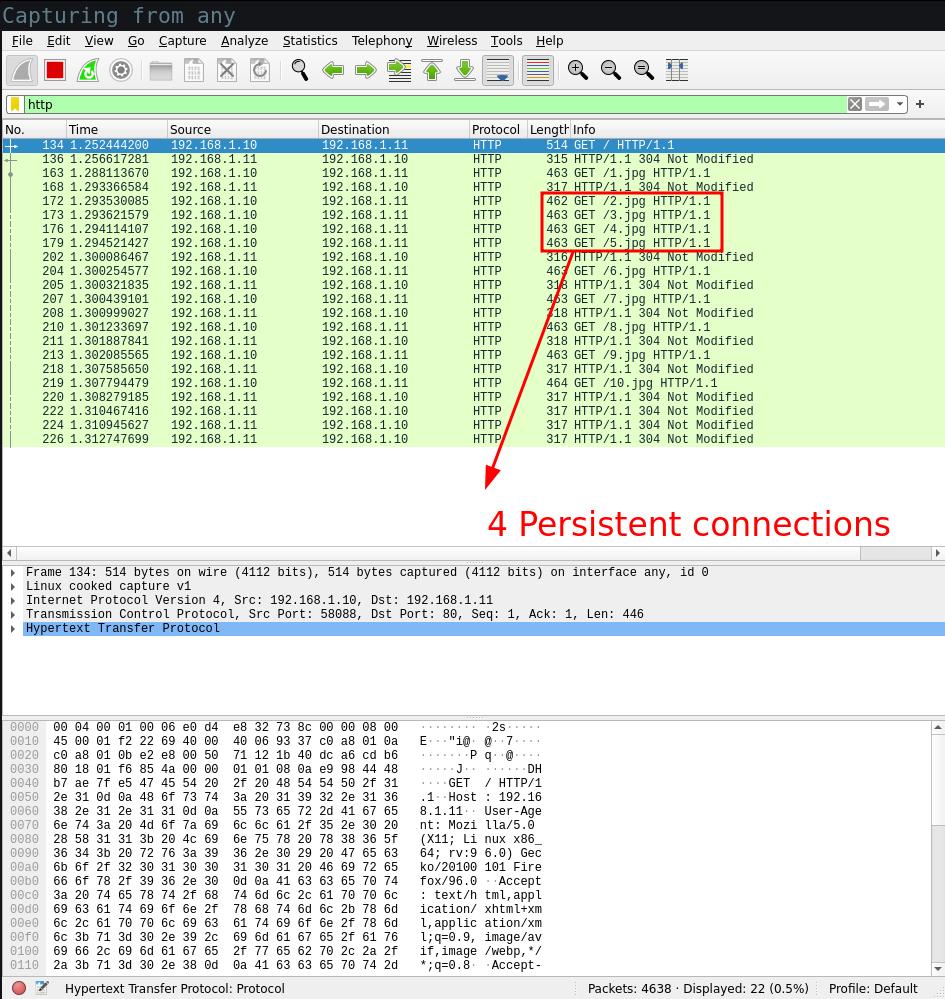 Capturing from any
File Edit View Go Capture Analyze Statistics Telephony Wireless Tools Help
http
No. Time Source Destination Protocol Length Info
134 1.252444200 192.168.1.10 192.168.1.11 HTTP 514 GET / HTTP/1.1
136 1.256617281 192.168.1.11 192.168.1.10 HTTP 315 HTTP/1.1 304 Not Modified
163 1.288113670 192.168.1.10 192.168.1.11 HTTP 463 GET /1.jpg HTTP/1.1
168 1.293366584 192.168.1.11 192.168.1.10 HTTP 317 HTTP/1.1 304 Not Modified
172 1.293530085 192.168.1.10 192.168.1.11 HTTP 462 GET /2.jpg HTTP/1.1
173 1.293621579 192.168.1.10 192.168.1.11 HTTP 463 GET /3.jpg HTTP/1.1
176 1.294114107 192.168.1.10 192.168.1.11 HTTP 463 GET /4.jpg HTTP/1.1
179 1.294521427 192.168.1.10 192.168.1.11 HTTP 463 GET /5.jpg HTTP/1.1
202 1.300086467 192.168.1.11 192.168.1.10 HTTP 316 HTTP/1.1 304 Not Modified
204 1.300254577 192.168.1.10 192.168.1.11 HTTP 463 GET /6.jpg HTTP/1.1
205 1.300321835 192.168.1.11 192.168.1.10 HTTP 318 HTTP/1.1 304 Not Modified
207 1.300439101 192.168.1.10 192.168.1.11 HTTP 463 GET /7.jpg HTTP/1.1
208 1.300999027 192.168.1.11 192.168.1.10 HTTP 318 HTTP/1.1 304 Not Modified
210 1.301233697 192.168.1.10 192.168.1.11 HTTP 463 GET /8.jpg HTTP/1.1
211 1.301887841 192.168.1.11 192.168.1.10 HTTP 318 HTTP/1.1 304 Not Modified
213 1.302085565 192.168.1.10 192.168.1.11 HTTP 463 GET /9.jpg HTTP/1.1
218 1.307585650 192.168.1.11 192.168.1.10 HTTP 317 HTTP/1.1 304 Not Modified
219 1.307794479 192.168.1.10 192.168.1.11 HTTP 464 GET /10.jpg HTTP/1.1
220 1.308279185 192.168.1.11 192.168.1.10 HTTP 317 HTTP/1.1 304 Not Modified
222 1.310467416 192.168.1.11 192.168.1.10 HTTP 317 HTTP/1.1 304 Not Modified
224 1.310945627 192.168.1.11 192.168.1.10 HTTP 317 HTTP/1.1 304 Not Modified
226 1.312747699 192.168.1.11 192.168.1.10 HTTP 317 HTTP/1.1 304 Not Modified
4 Persistent connections
Frame 134: 514 bytes on wire (4112 bits), 514 bytes captured (4112 bits) on interface any, id 0
Linux cooked capture v1
Internet Protocol Version 4, Src: 192.168.1.10, Dst: 192.168.1.11
Transmission Control Protocol, Src Port: 58088, Dst Port: 80, Seq: 1, Ack: 1, Len: 446
Hypertext Transfer Protocol
0000 00 04 00 01 00 06 e0 d4 e8 32 73 8c 00 00 08 00 ·········2s·····
0010 45 00 01 f2 22 69 40 00 40 06 93 37 c0 a8 01 0a E···"i@· @··7····
0020 c0 a8 01 0b e2 e8 00 50 71 12 1b 40 dc a6 cd b6 ·······P q··@····
0030 80 18 01 f6 85 4a 00 00 01 01 08 0a e9 98 44 48 ·····J·· ······DH
0040 b7 ae 7f e5 47 45 54 20 2f 20 48 54 54 50 2f 31 ····GET / HTTP/1
0050 2e 31 0d 0a 48 6f 73 74 3a 20 31 39 32 2e 31 36 .1··Host : 192.16
0060 38 2e 31 2e 31 31 0d 0a 55 73 65 72 2d 41 67 65 8.1.11·· User-Age
0070 6e 74 3a 20 4d 6f 7a 69 6c 6c 61 2f 35 2e 30 20 nt: Mozi lla/5.0
0080 28 58 31 31 3b 20 4c 69 6e 75 78 20 78 38 36 5f (X11; Li nux x86_
0090 36 34 3b 20 72 76 3a 39 36 2e 30 29 20 47 65 63 64; rv:9 6.0) Gec
00a0 6b 6f 2f 32 30 31 30 30 31 30 31 20 46 69 72 65 ko/20100 101 Fire
00b0 66 6f 78 2f 39 36 2e 30 0d 0a 41 63 63 65 70 74 fox/96.0 ··Accept
00c0 3a 20 74 65 78 74 2f 68 74 6d 6c 2c 61 70 70 6c : text/h tml,appl
00d0 69 63 61 74 69 6f 6e 2f 78 68 74 6d 6c 2b 78 6d ication/ xhtml+xm
00e0 6c 2c 61 70 70 6c 69 63 61 74 69 6f 6e 2f 78 6d l,applic ation/xm
00f0 6c 3b 71 3d 30 2e 39 2c 69 6d 61 67 65 2f 61 76 l;q=0.9, image/av
0100 69 66 2c 69 6d 61 67 65 2f 77 65 62 70 2c 2a 2f if,image /webp,*/
0110 2a 3b 71 3d 30 2e 38 0d 0a 41 63 63 65 70 74 2d *;q=0.8· ·Accept-
Hypertext Transfer Protocol: Protocol Packets: 4638 · Displayed: 22 (0.5%) Profile: Default